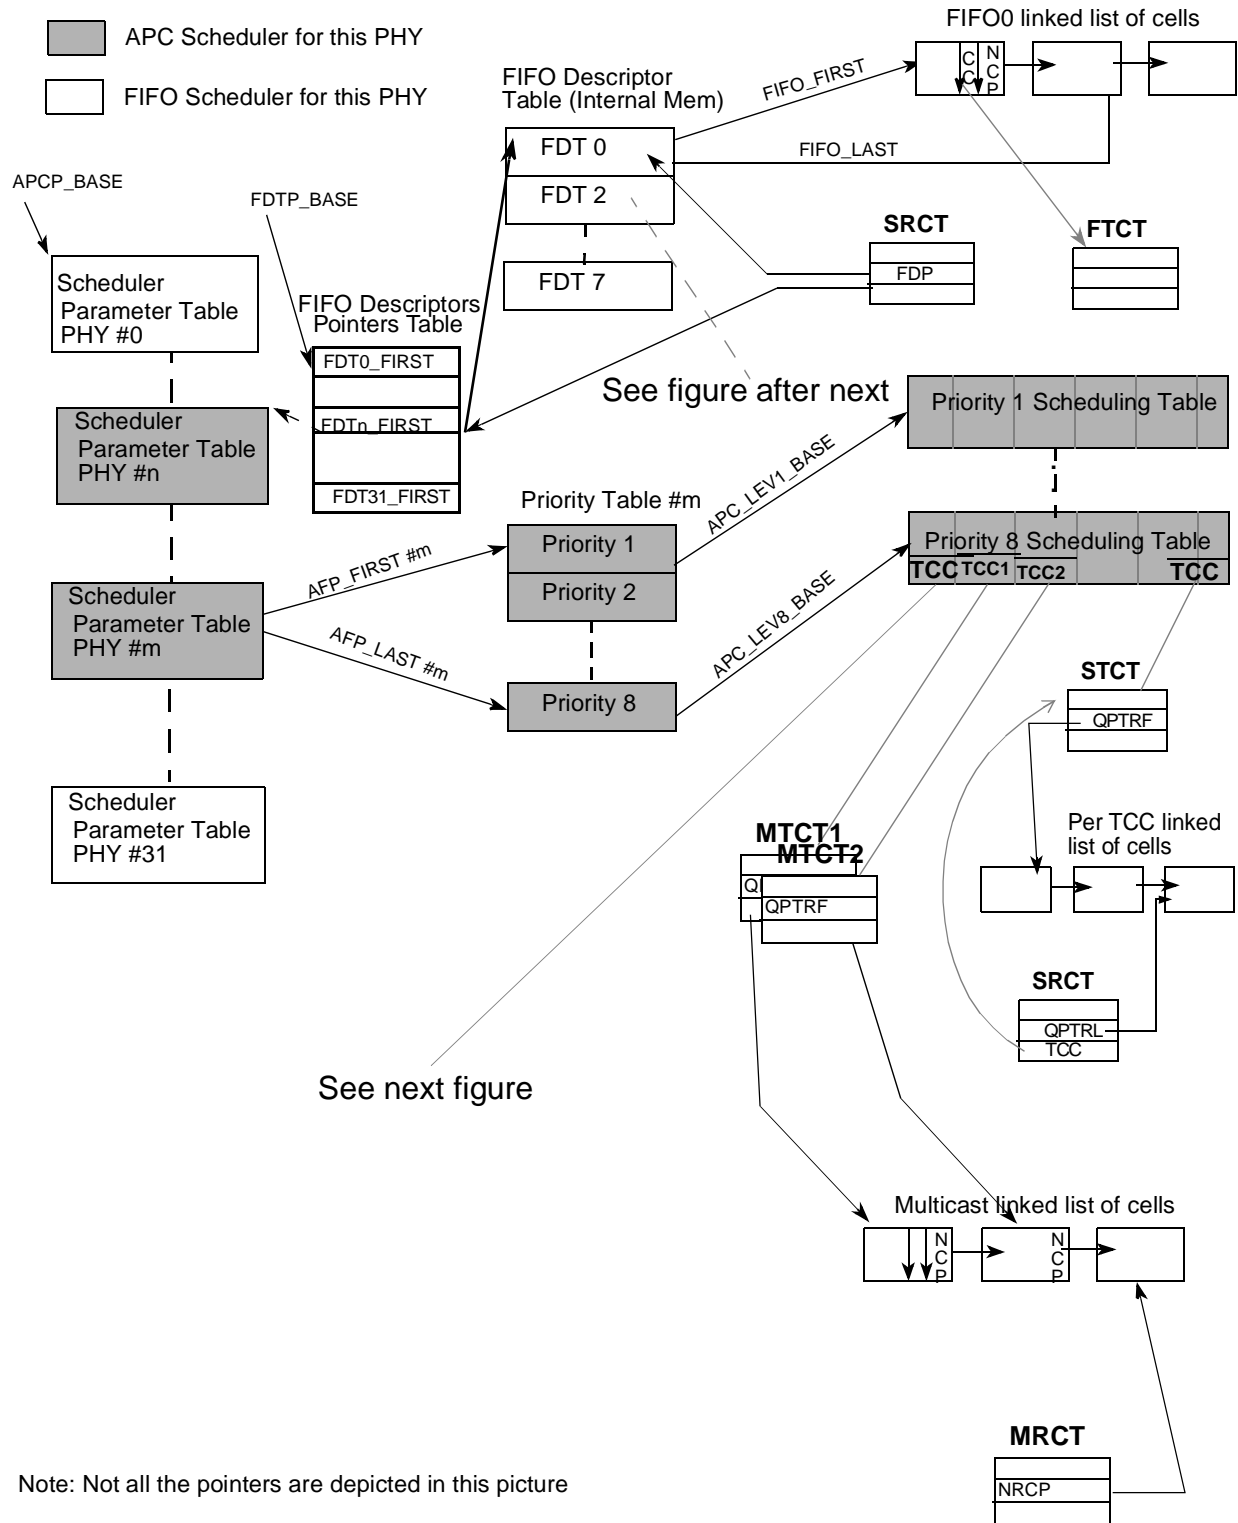 FIFO0 linked list of cells
APC Scheduler for this PHY
FIFO Scheduler for this PHY
FIFO Descriptor
Table (Internal Mem)
FIFO_FIRST
CC
NCP
FDT 0
FIFO_LAST
FDT 2
FDT 7
APCP_BASE
FDTP_BASE
SRCT
FDP
FTCT
Scheduler
Parameter Table
PHY #0
FIFO Descriptors
Pointers Table
FDT0_FIRST
FDTn_FIRST
FDT31_FIRST
See figure after next
Scheduler
Parameter Table
PHY #n
Priority 1 Scheduling Table
Priority Table #m
APC_LEV1_BASE
Priority 1
Priority 2
Priority 8
AFP_FIRST #m
AFP_LAST #m
APC_LEV8_BASE
Priority 8 Scheduling Table
TCC
TCC1
TCC2
TCC
Scheduler
Parameter Table
PHY #m
STCT
QPTRF
Scheduler
Parameter Table
PHY #31
Per TCC linked
list of cells
MTCT1
MTCT2
QPTRF
SRCT
QPTRL
TCC
See next figure
Multicast linked list of cells
NCP
NCP
MRCT
NRCP
Note: Not all the pointers are depicted in this picture